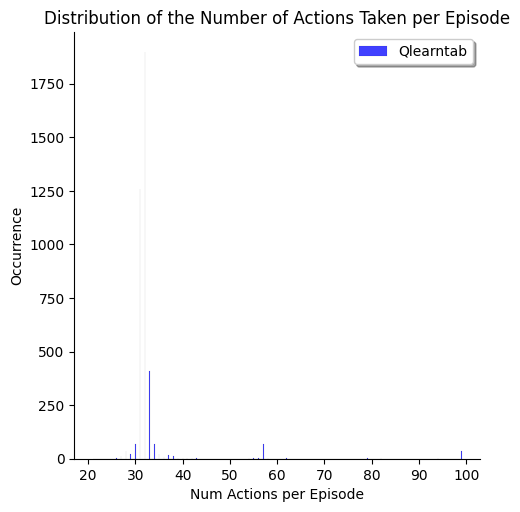 Distribution of the Number of Actions Taken per Episode
Qlearntab
1750
1500
1250
1000
750
500
250
0
Occurrence
20 30 40 50 60 70 80 90 100
Num Actions per Episode